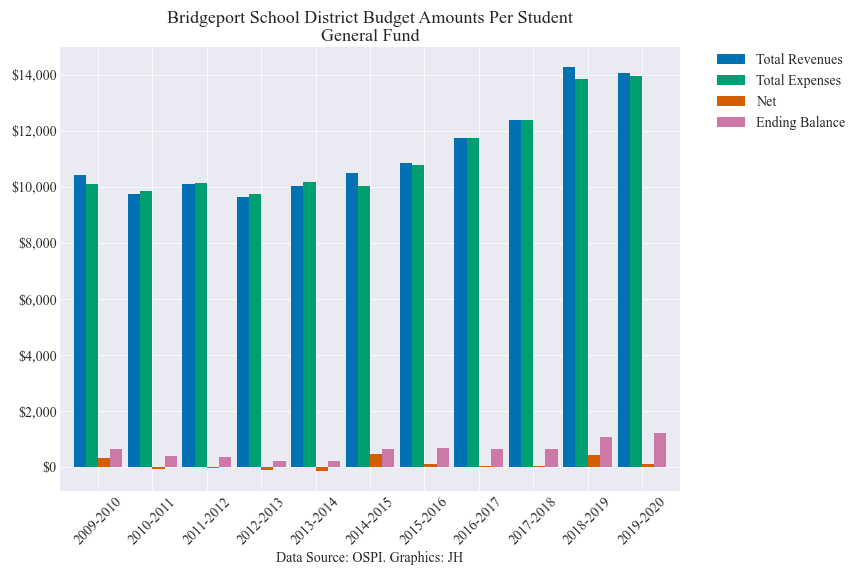 Bridgeport School District Budget Amounts Per Student
General Fund
Total Revenues
Total Expenses
Net
Ending Balance
$14,000
$12,000
$10,000
$8,000
$6,000
$4,000
$2,000
$0
2009-2010
2010-2011
2011-2012
2012-2013
2013-2014
2014-2015
2015-2016
2016-2017
2017-2018
2018-2019
2019-2020
Data Source: OSPI. Graphics: JH